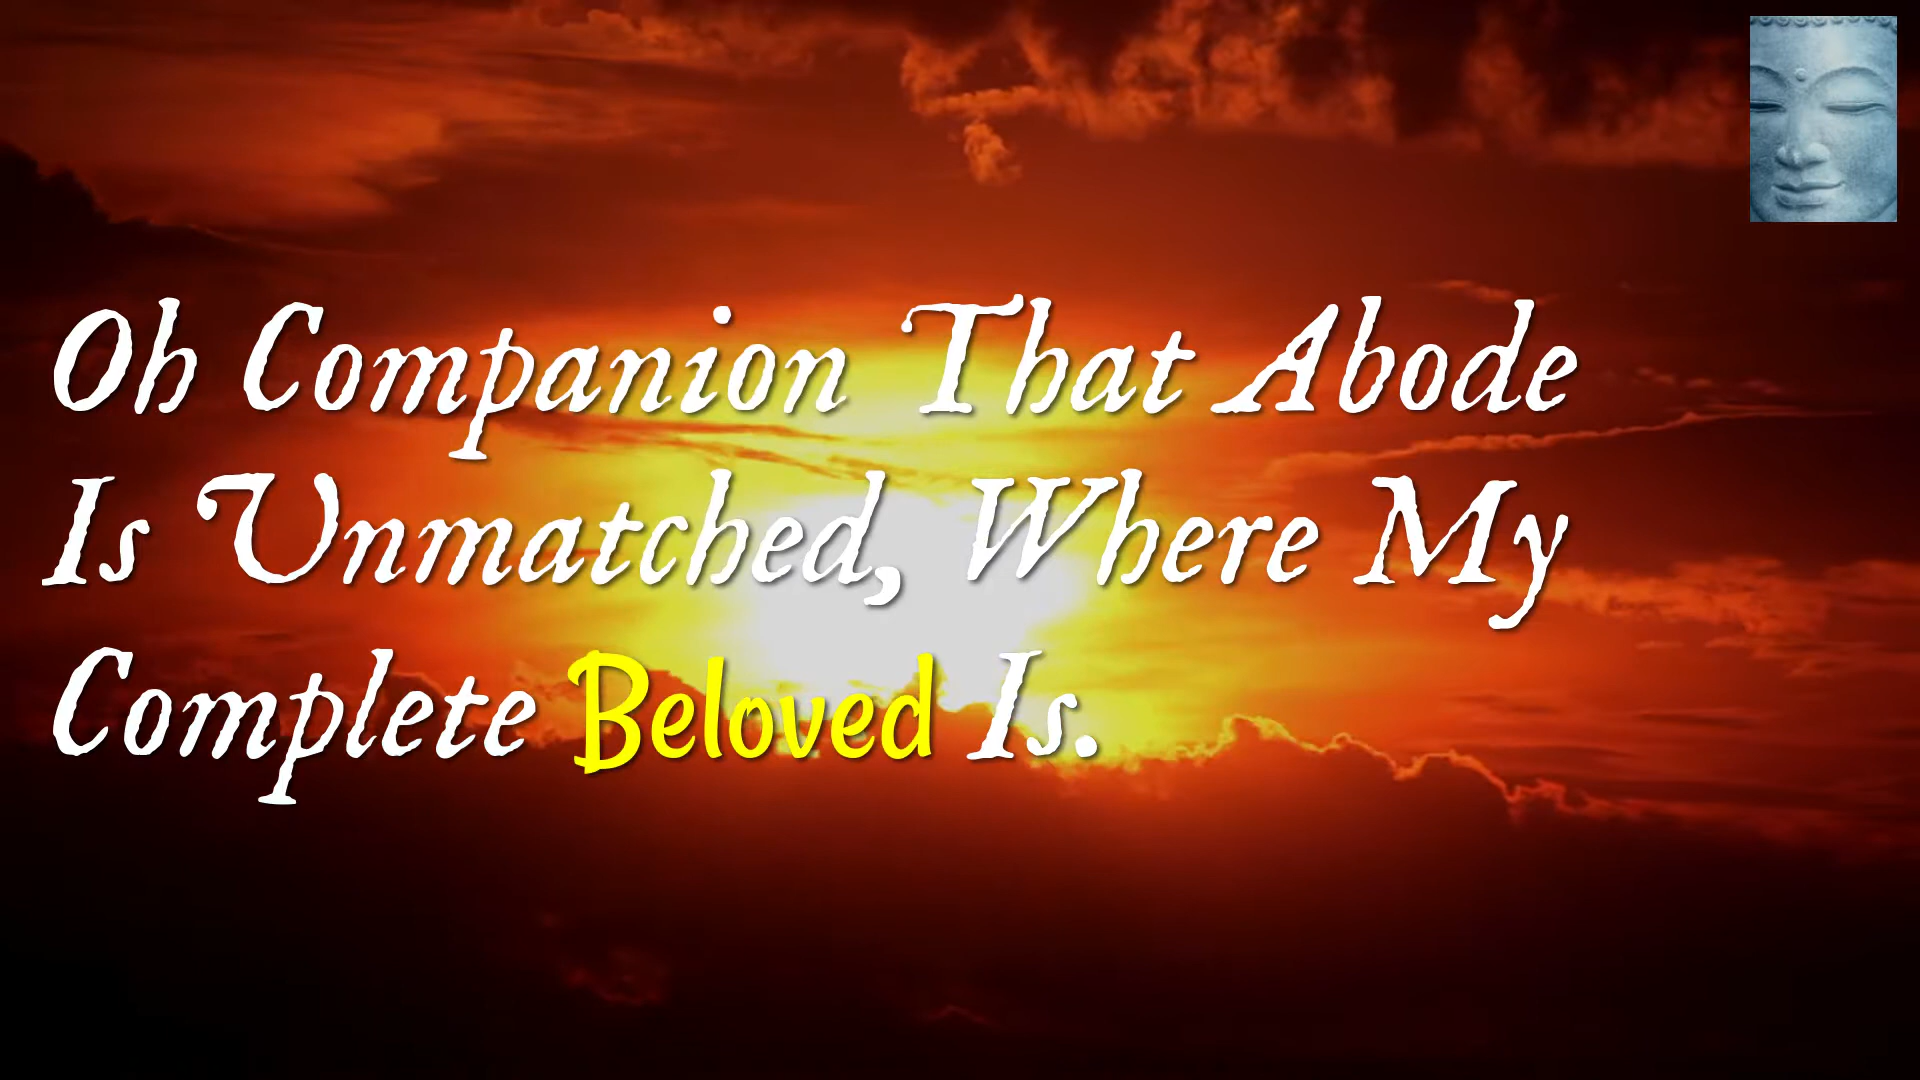 Oh Companion That Abode
Is Unmatched, Where My
Complete Beloved Is.